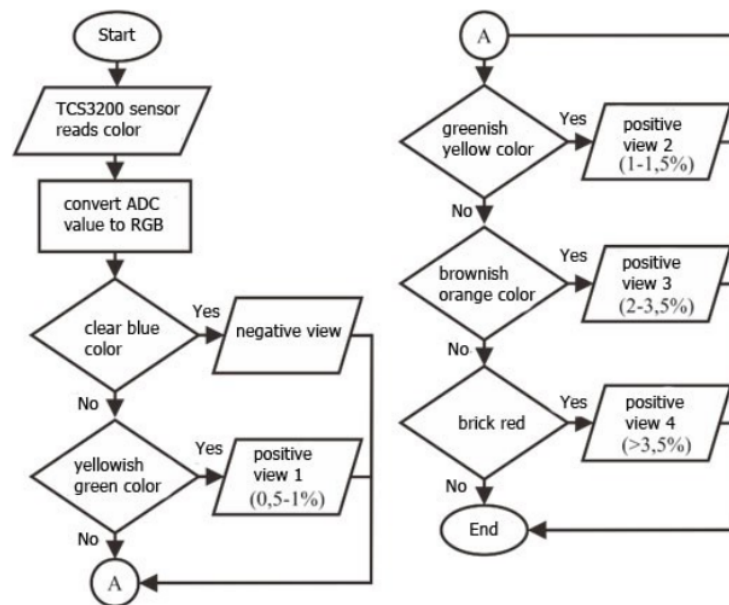 Start
TCS3200 sensor
reads color
convert ADC
value to RGB
clear blue
color
Yes
negative view
No
yellowish
green color
Yes
positive
view 1
(0,5-1%)
No
A
A
greenish
yellow color
Yes
positive
view 2
(1-1,5%)
No
brownish
orange color
Yes
positive
view 3
(2-3,5%)
No
brick red
Yes
positive
view 4
(>3,5%)
No
End